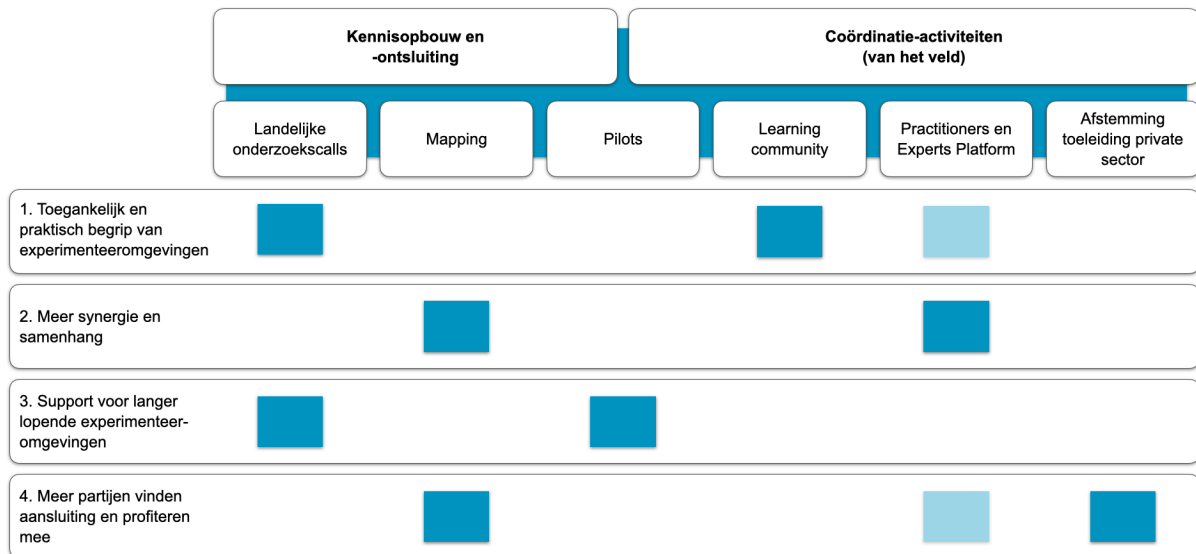 Kennisopbouw en
-ontsluiting
Coördinatie-activiteiten
(van het veld)
Landelijke
onderzoekscalls
Mapping
Pilots
Learning
community
Practitioners en
Experts Platform
Afstemming
toeleiding private
sector
1. Toegankelijk en
praktisch begrip van
experimenteeromgevingen
2. Meer synergie en
samenhang
3. Support voor langer
lopende experimenteer-
omgevingen
4. Meer partijen vinden
aansluiting en profiteren
mee